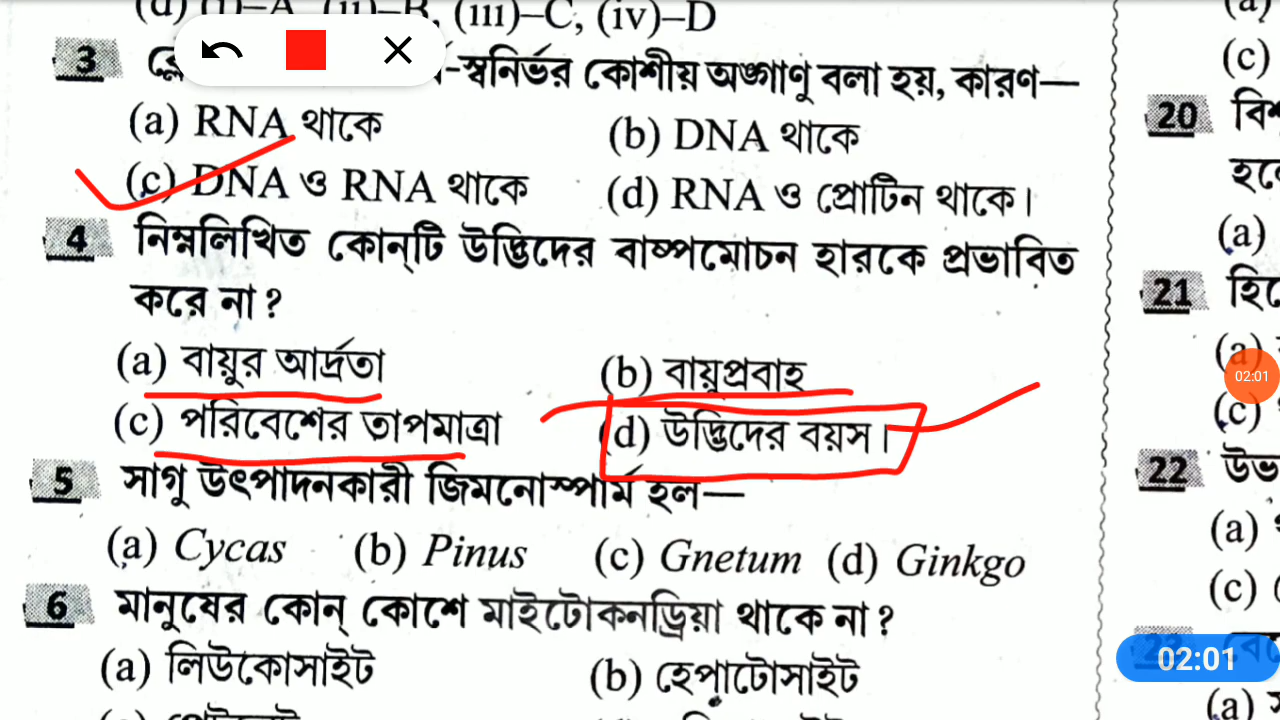 (i)–A, (ii)–B, (iii)–C, (iv)–D
3 -স্বনির্ভর কোশীয় অঙ্গাণু বলা হয়, কারণ—
(a) RNA থাকে (b) DNA থাকে
(c) DNA ও RNA থাকে (d) RNA ও প্রোটিন থাকে।
4 নিম্নলিখিত কোন্‌টি উদ্ভিদের বাষ্পমোচন হারকে প্রভাবিত
করে না?
(a) বায়ুর আর্দ্রতা (b) বায়ুপ্রবাহ
(c) পরিবেশের তাপমাত্রা (d) উদ্ভিদের বয়স।
5 সাগু উৎপাদনকারী জিমনোস্পার্ম হল—
(a) Cycas (b) Pinus (c) Gnetum (d) Ginkgo
6 মানুষের কোন্ কোশে মাইটোকনড্রিয়া থাকে না?
(a) লিউকোসাইট (b) হেপাটোসাইট
(a)
(c)
20
(a)
21
(a)
02:01
(c)
22
(a)
(c)
23
02:01
(a)